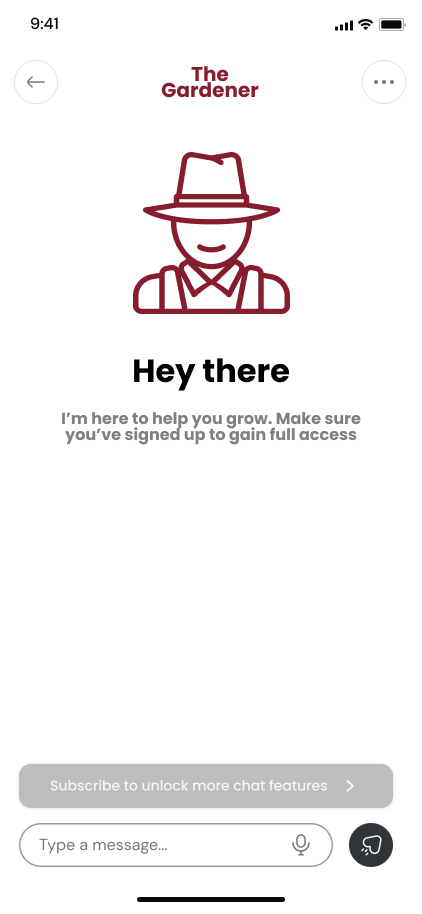 9:41
The
Gardener
Hey there
I’m here to help you grow. Make sure
you’ve signed up to gain full access
Subscribe to unlock more chat features
Type a message...